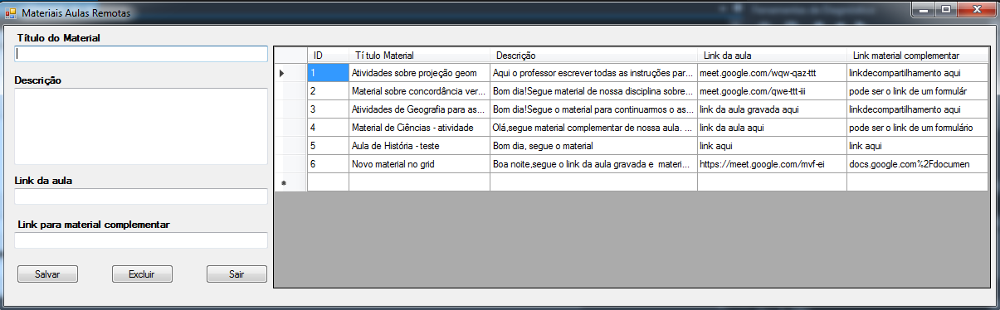 Materiais Aulas Remotas
Título do Material
Descrição
Link da aula
Link para material complementar
Salvar Excluir Sair
ID Título Material Descrição Link da aula Link material complementar
1 Atividades sobre projeção geom Aqui o professor escrever todas as instruções par... meet.google.com/wqw-qaz-ttt linkdecompartilhamento aqui
2 Material sobre concordância ver... Bom dia!Segue material de nossa disciplina sobre... meet.google.com/qwe-ttt-iii pode ser o link de um formulár
3 Atividades de Geografia para as... Bom dia!Segue o material para continuarmos o as... link da aula gravada aqui linkdecompartilhamento aqui
4 Material de Ciências - atividade Olá,segue material complementar de nossa aula. ... link da aula aqui pode ser o link de um formulário
5 Aula de História - teste Bom dia, segue o material link aqui link aqui
6 Novo material no grid Boa noite,segue o link da aula gravada e materi... https://meet.google.com/mvf-ei docs.google.com%2Fdocumen